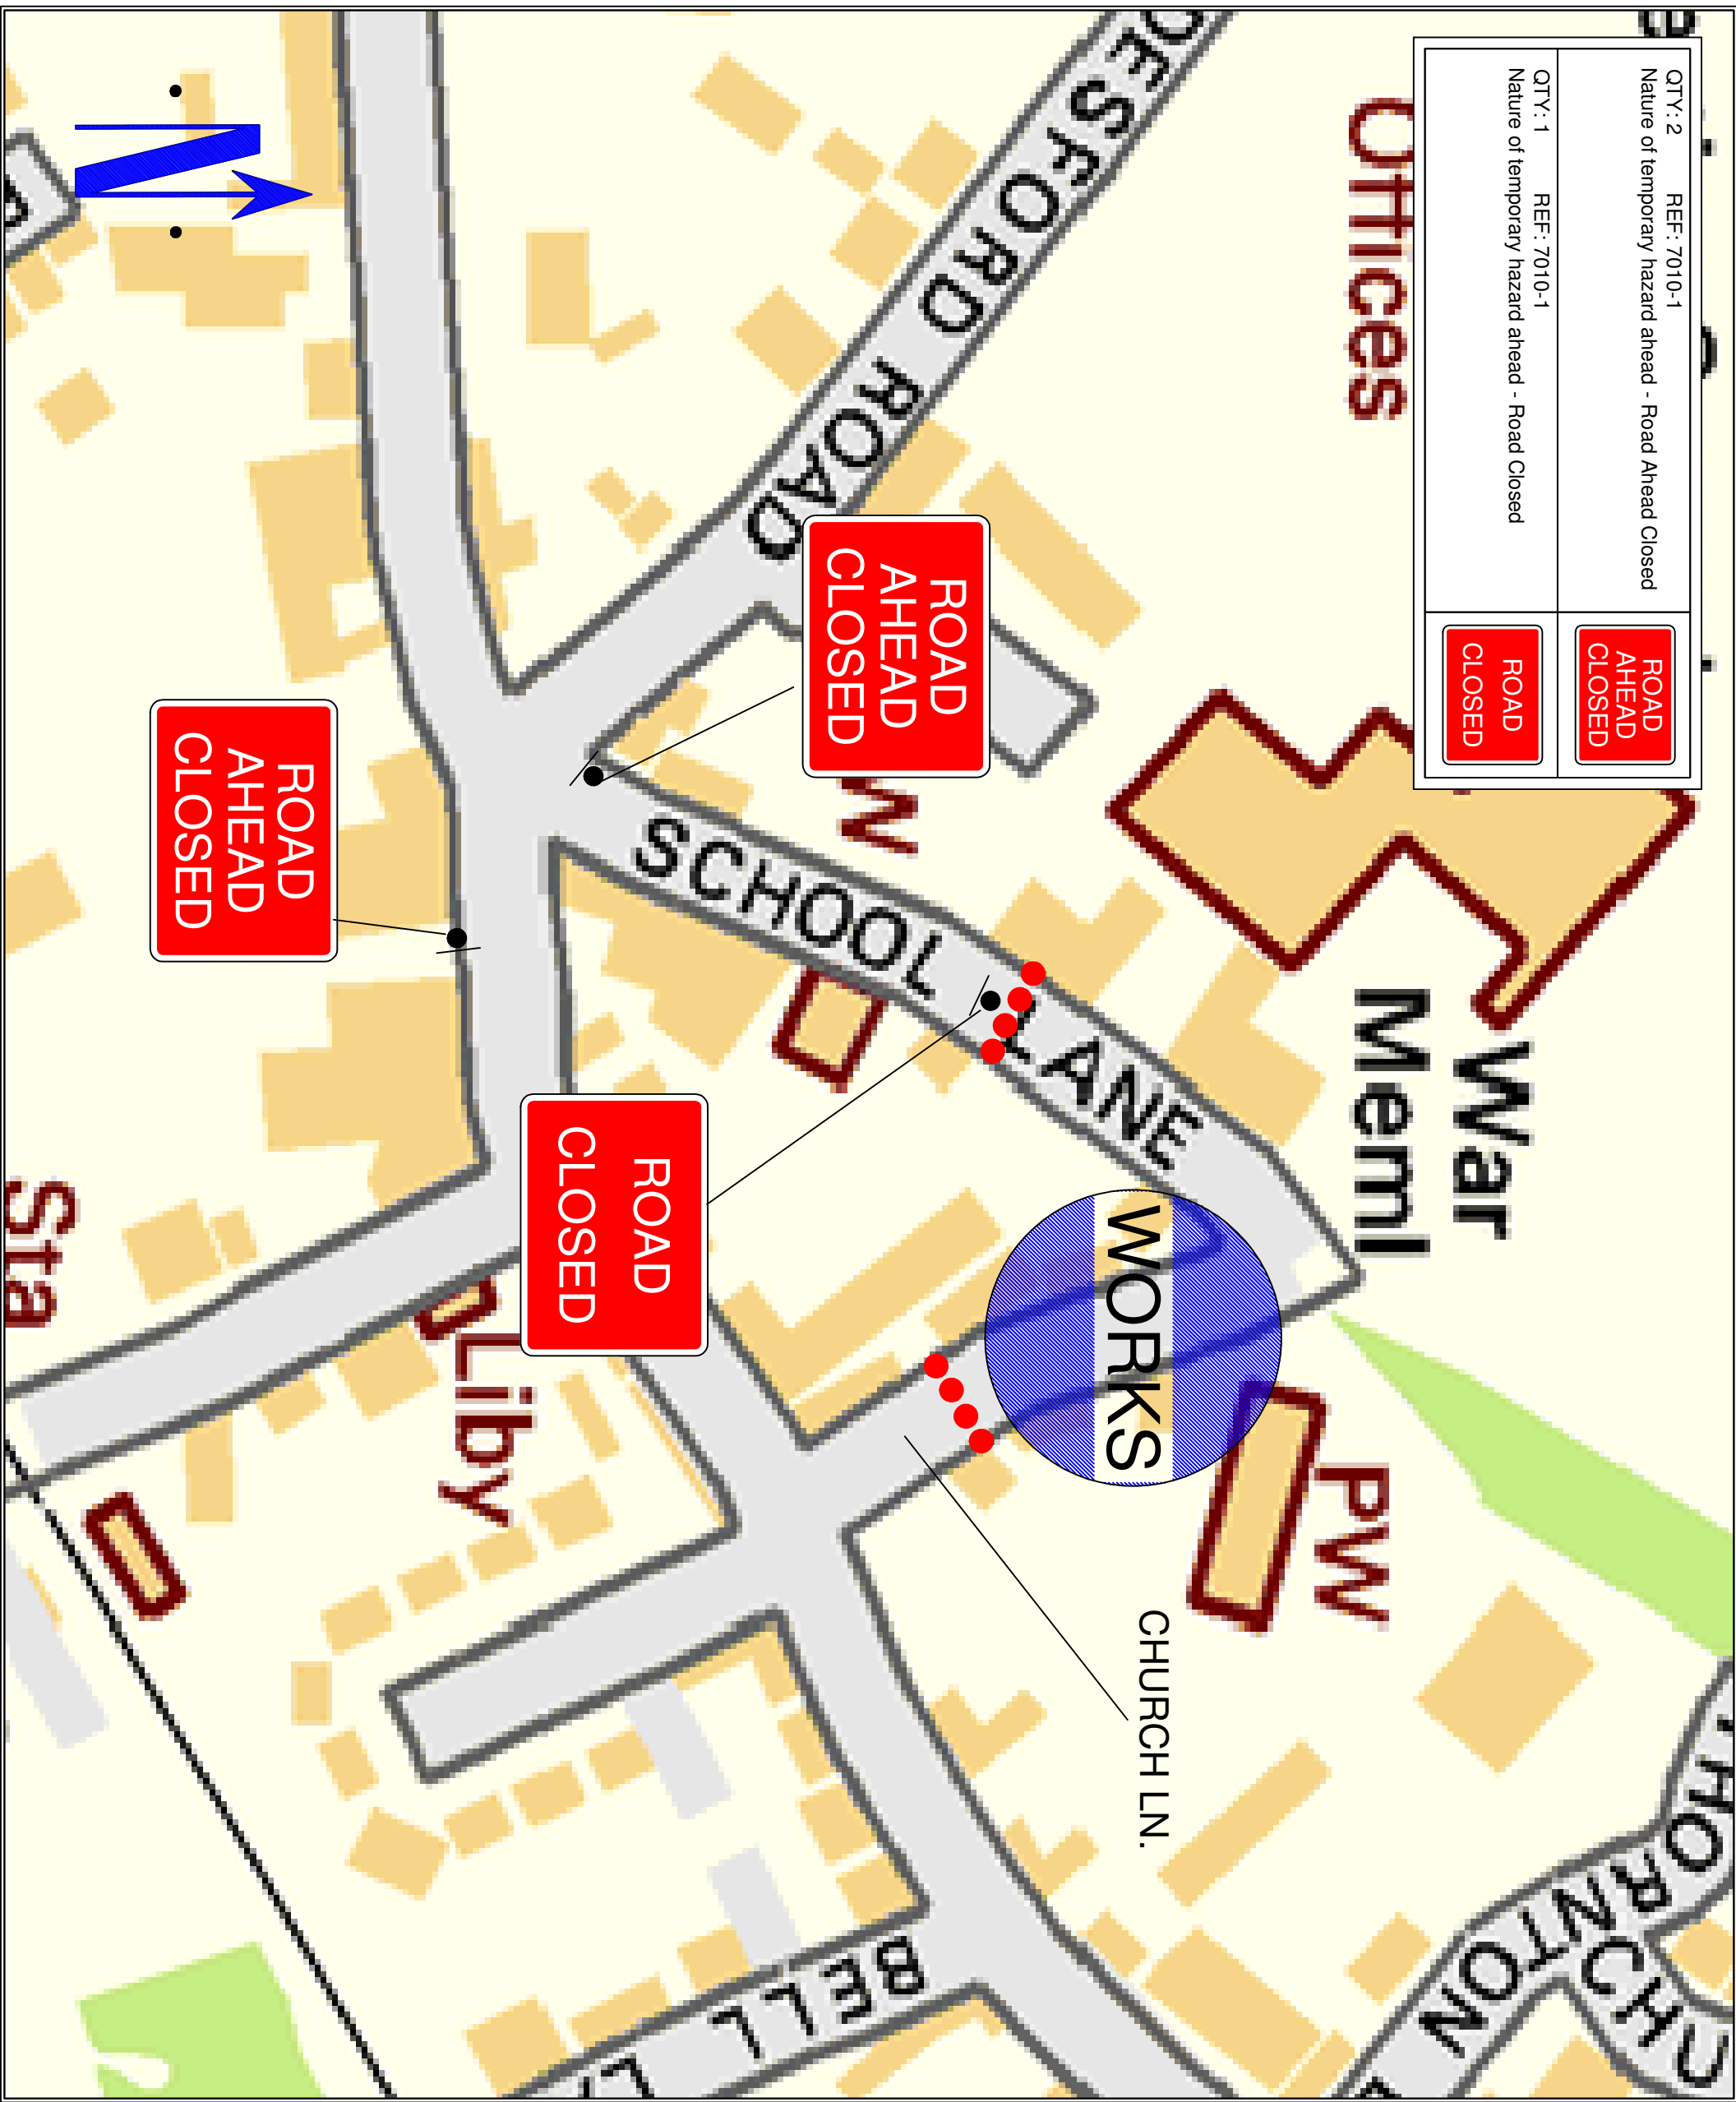 QTY: 2 REF: 7010-1
Nature of temporary hazard ahead - Road Ahead Closed
ROAD
AHEAD
CLOSED
QTY: 1 REF: 7010-1
Nature of temporary hazard ahead - Road Closed
ROAD
CLOSED
Offices
War
Meml
PW
WORKS
CHURCH LN.
OESFORD ROAD
ROAD
AHEAD
CLOSED
W
SCHOOL LANE
ROAD
CLOSED
ROAD
AHEAD
CLOSED
Liby
Sta
BELL L
N